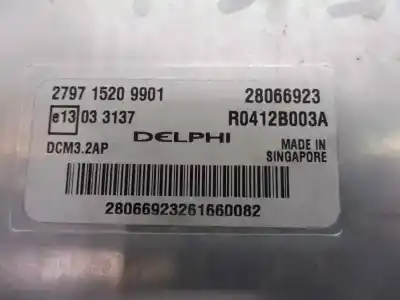 2797 1520 9901 28066923
e13 03 3137 R0412B003A
DELPHI
DCM3.2AP MADE IN SINGAPORE
28066923261660082